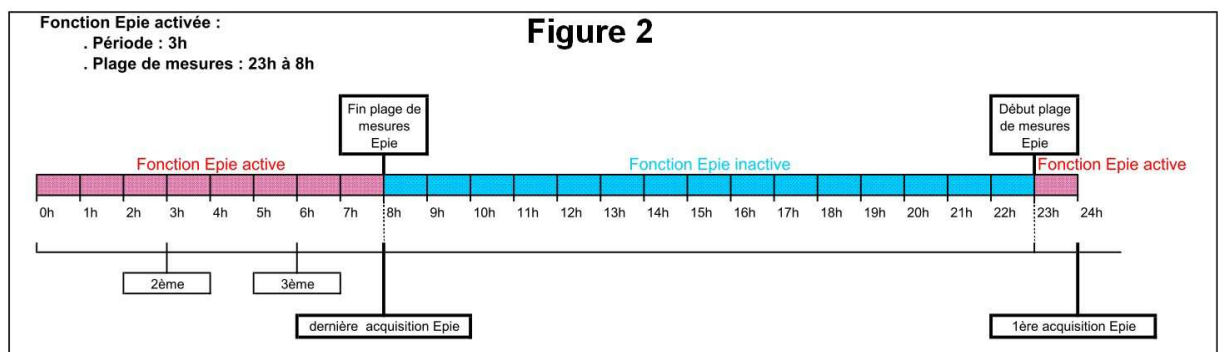 Figure 2
Fonction Epie activée :
. Période : 3h
. Plage de mesures : 23h à 8h
Fin plage de
mesures
Epie
Début plage
de mesures
Epie
Fonction Epie active
Fonction Epie inactive
Fonction Epie active
0h 1h 2h 3h 4h 5h 6h 7h 8h 9h 10h 11h 12h 13h 14h 15h 16h 17h 18h 19h 20h 21h 22h 23h 24h
2ème
3ème
dernière acquisition Epie
1ère acquisition Epie